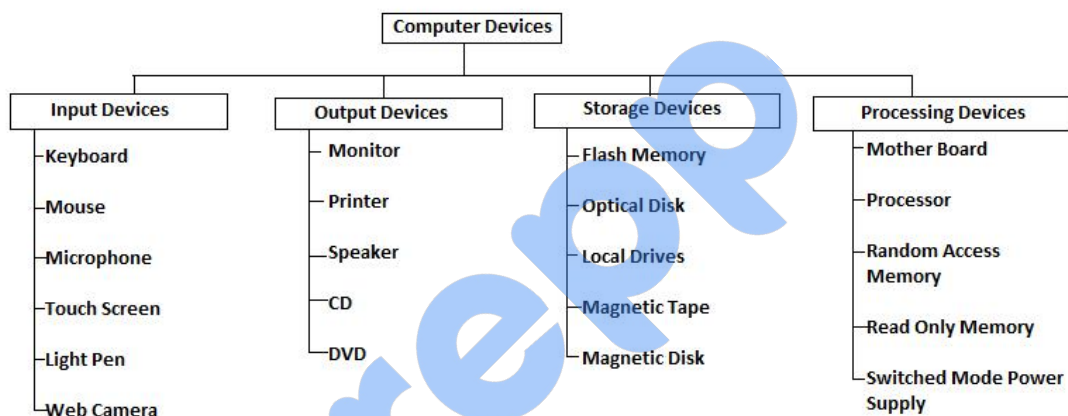 Computer Devices
Input Devices
Keyboard
Mouse
Microphone
Touch Screen
Light Pen
Web Camera
Output Devices
Monitor
Printer
Speaker
CD
DVD
Storage Devices
Flash Memory
Optical Disk
Local Drives
Magnetic Tape
Magnetic Disk
Processing Devices
Mother Board
Processor
Random Access
Memory
Read Only Memory
Switched Mode Power
Supply
repp